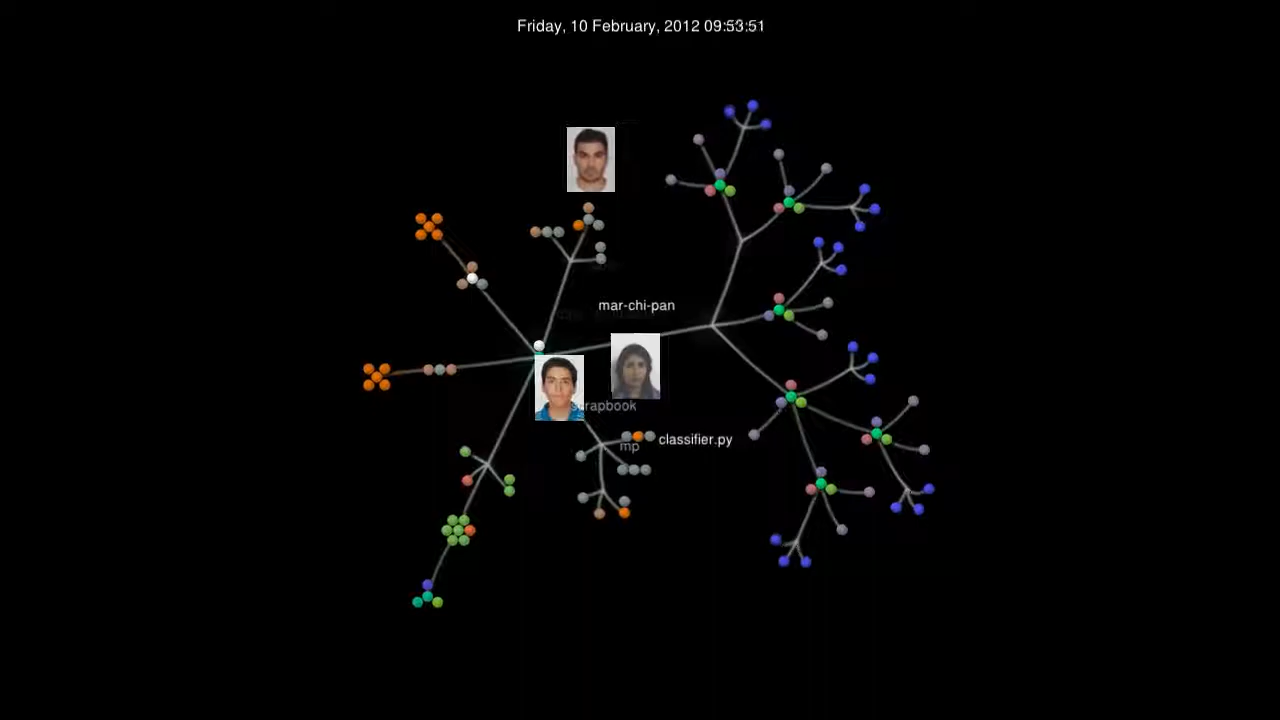 Friday, 10 February, 2012 09:53:51
mar-chi-pan
scrapbook
classifier.py
mp